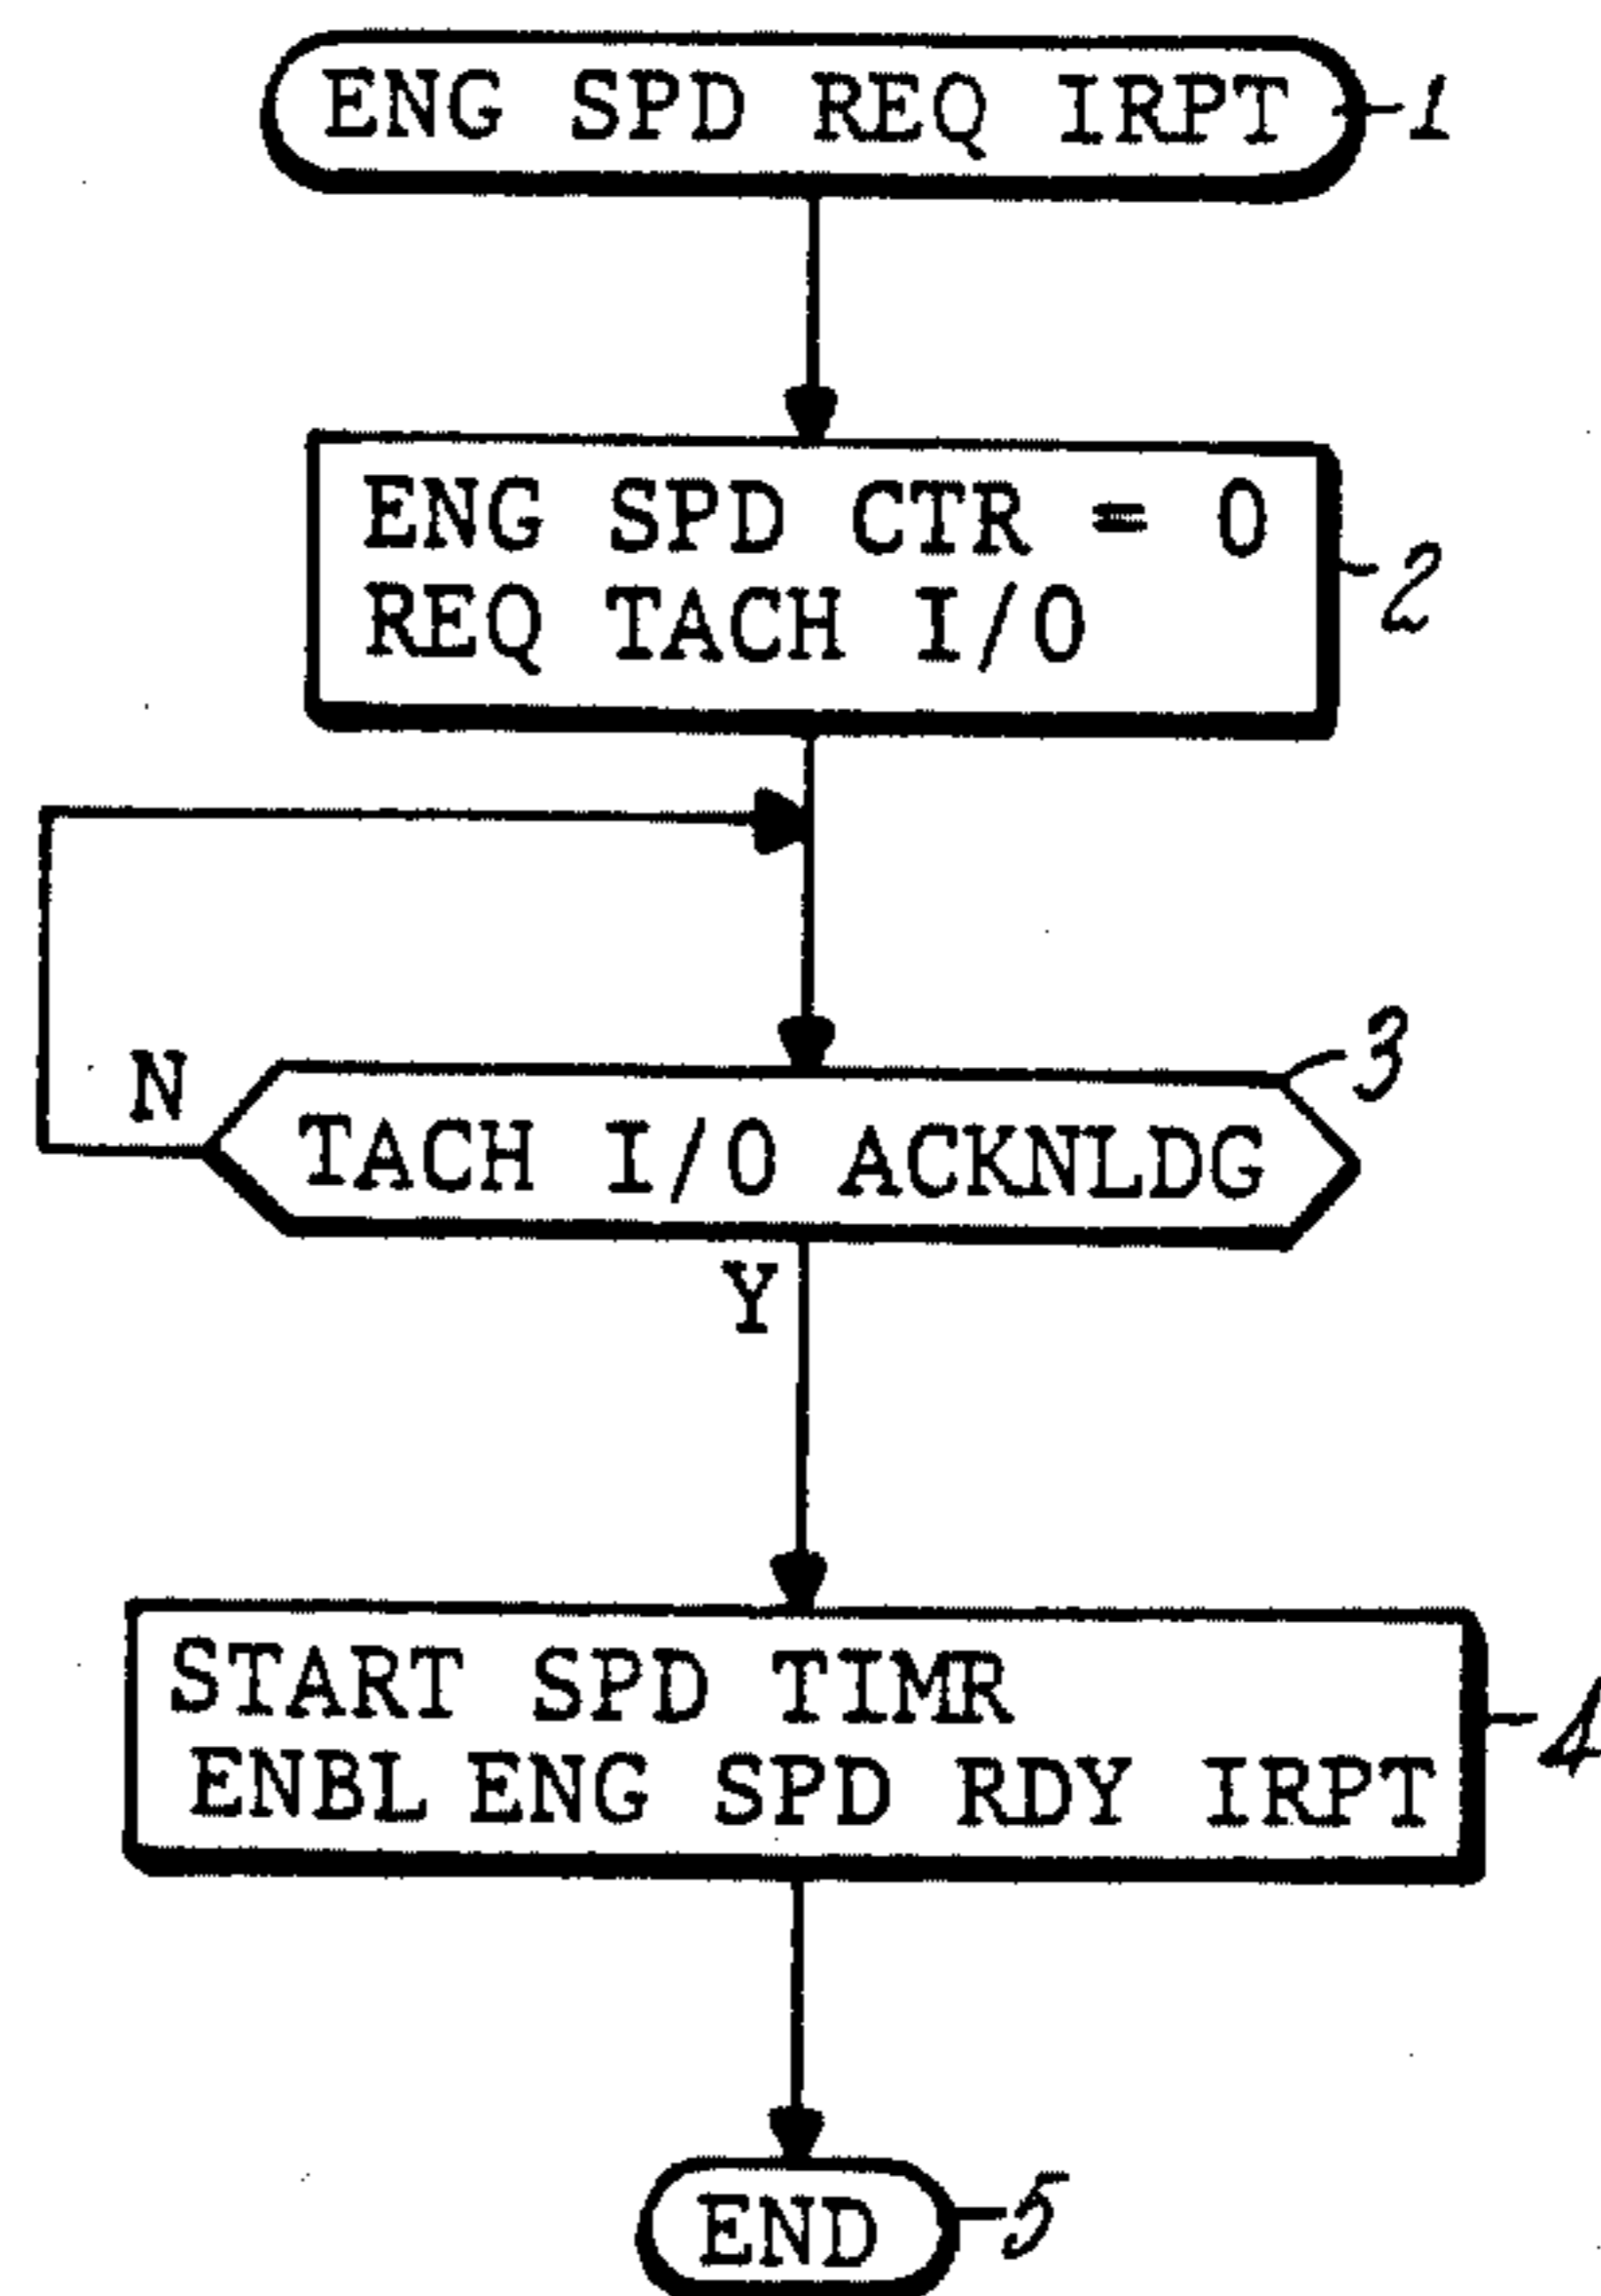 ENG SPD REQ IRPT 1
ENG SPD CTR = 0
REQ TACH I/O
2
3
N
TACH I/O ACKNLDG
Y
START SPD TIMR
4
ENBL ENG SPD RDY IRPT
END 5